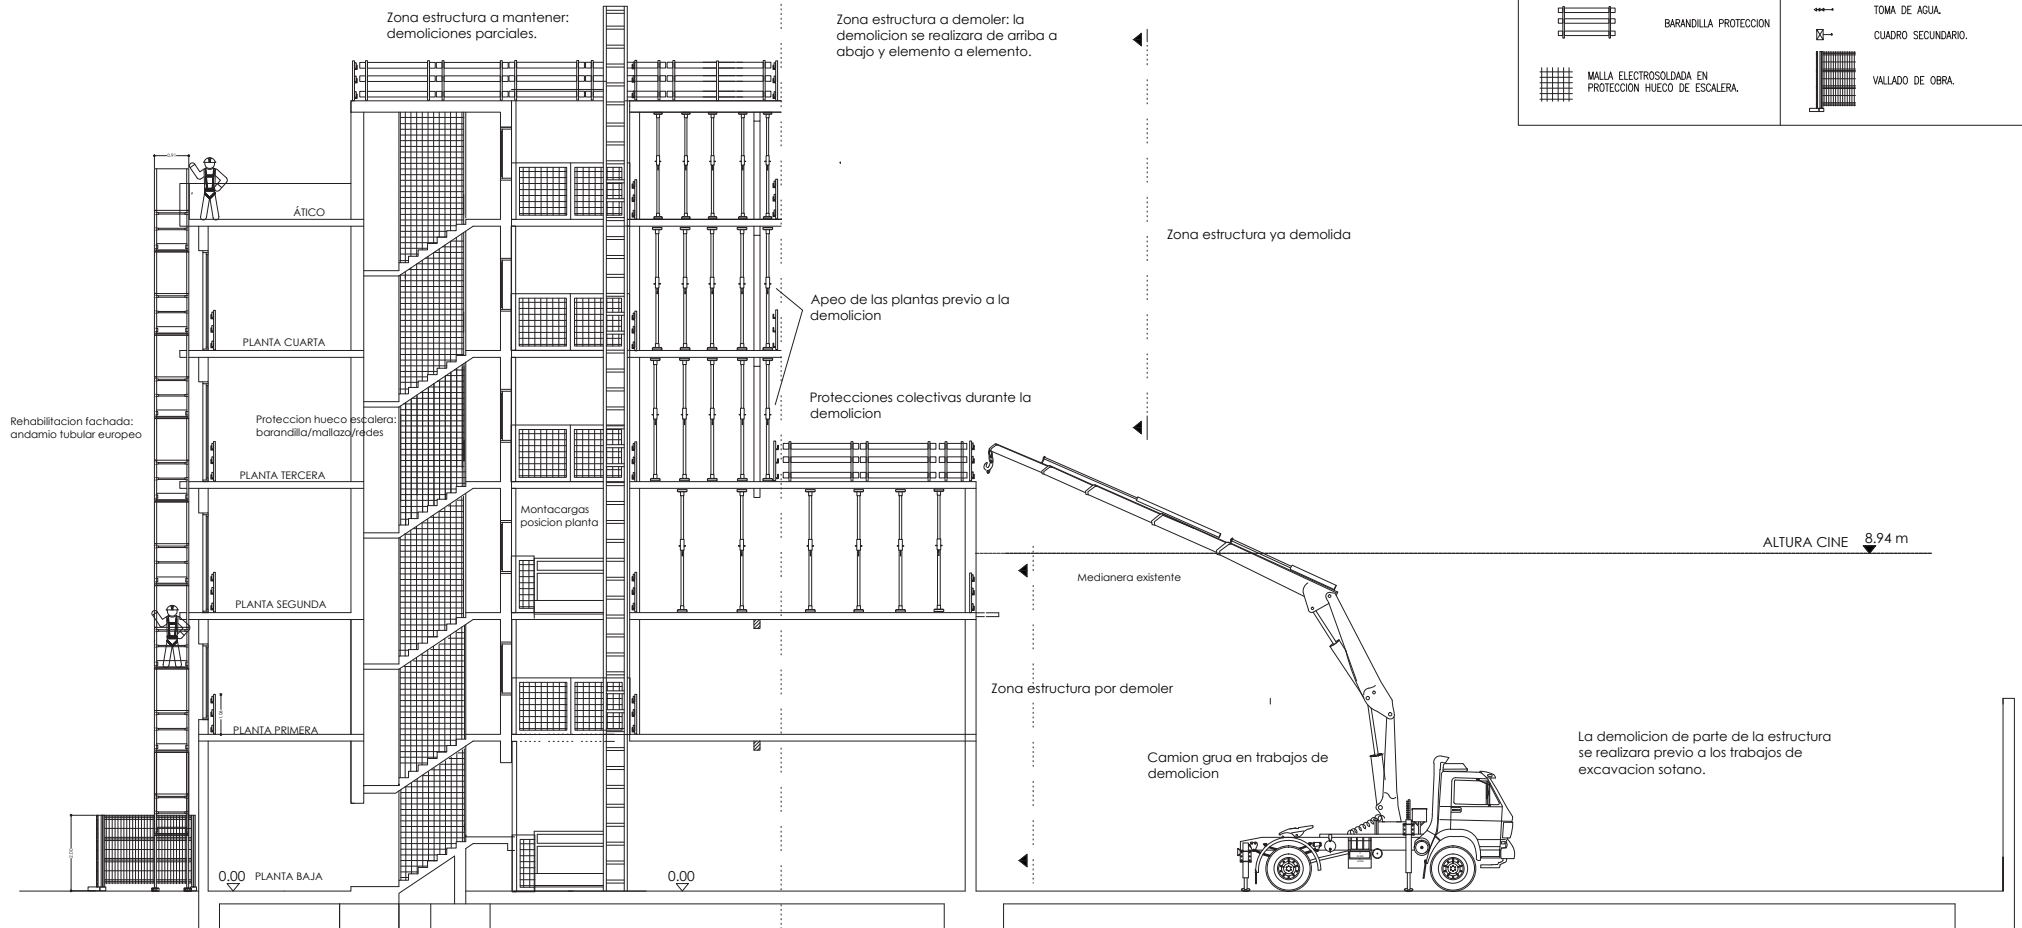 Zona estructura a mantener:
demoliciones parciales.
Zona estructura a demoler: la
demolicion se realizara de arriba a
abajo y elemento a elemento.
BARANDILLA PROTECCION
MALLA ELECTROSOLDADA EN
PROTECCION HUECO DE ESCALERA.
TOMA DE AGUA.
CUADRO SECUNDARIO.
VALLADO DE OBRA.
ÁTICO
Zona estructura ya demolida
Apeo de las plantas previo a la
demolicion
PLANTA CUARTA
Protecciones colectivas durante la
demolicion
Rehabilitacion fachada:
andamio tubular europeo
Proteccion hueco escalera:
barandilla/mallazo/redes
PLANTA TERCERA
Montacargas
posicion planta
ALTURA CINE 8.94 m
Medianera existente
PLANTA SEGUNDA
Zona estructura por demoler
PLANTA PRIMERA
Camion grua en trabajos de
demolicion
La demolicion de parte de la estructura
se realizara previo a los trabajos de
excavacion sotano.
0.00 PLANTA BAJA
0.00